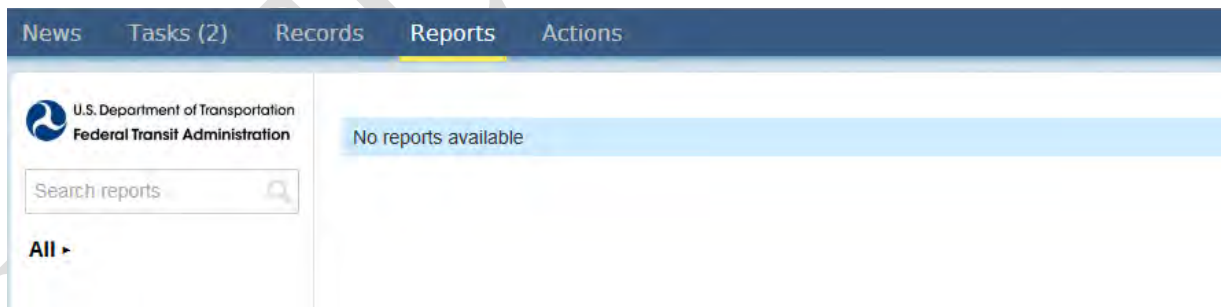 News Tasks (2) Records Reports Actions
U.S. Department of Transportation
Federal Transit Administration
No reports available
Search reports
All